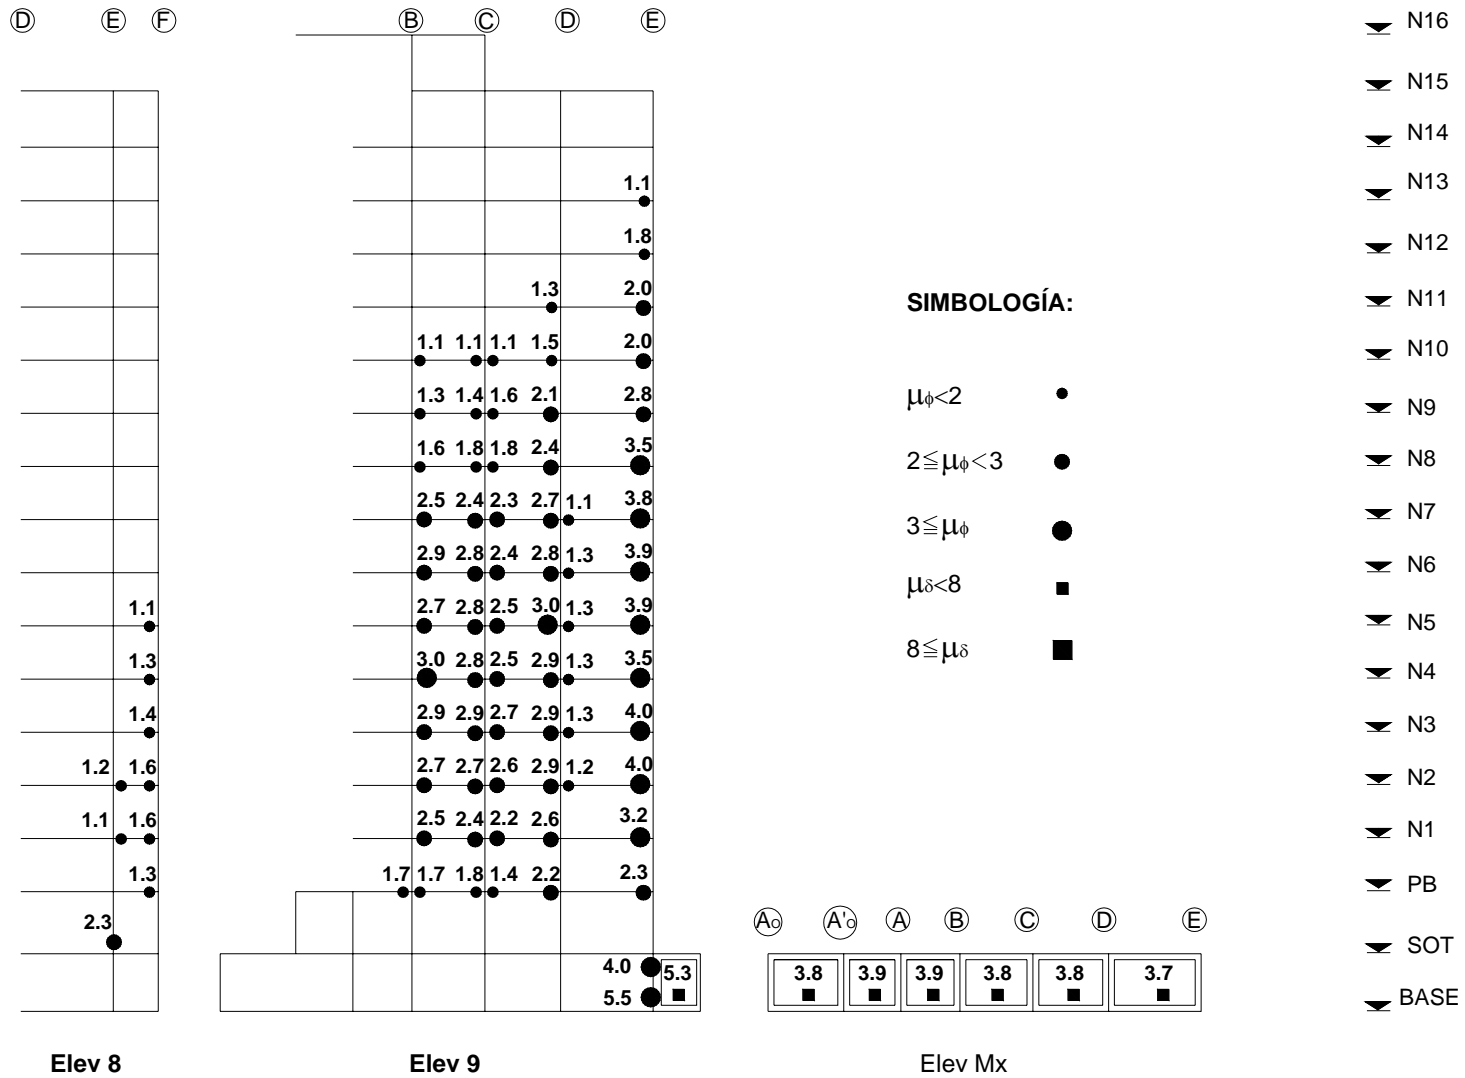 D E F B C D E N16
N15
N14
1.1 N13
1.8 N12
1.3 2.0 N11
SIMBOLOGÍA:
1.1 1.1 1.1 1.5 2.0 N10
1.3 1.4 1.6 2.1 2.8 N9
μϕ<2
1.6 1.8 1.8 2.4 3.5 N8
2≦μϕ<3
2.5 2.4 2.3 2.7 1.1 3.8 N7
3≦μϕ
2.9 2.8 2.4 2.8 1.3 3.9 N6
μδ<8
1.1 2.7 2.8 2.5 3.0 1.3 3.9 N5
8≦μδ
1.3 3.0 2.8 2.5 2.9 1.3 3.5 N4
1.4 2.9 2.9 2.7 2.9 1.3 4.0 N3
1.2 1.6 2.7 2.7 2.6 2.9 1.2 4.0 N2
1.1 1.6 2.5 2.4 2.2 2.6 3.2 N1
1.3 1.7 1.7 1.8 1.4 2.2 2.3 PB
2.3 Ao A'o A B C D E
SOT
4.0 5.3 3.8 3.9 3.9 3.8 3.8 3.7
5.5 BASE
Elev 8 Elev 9 Elev Mx